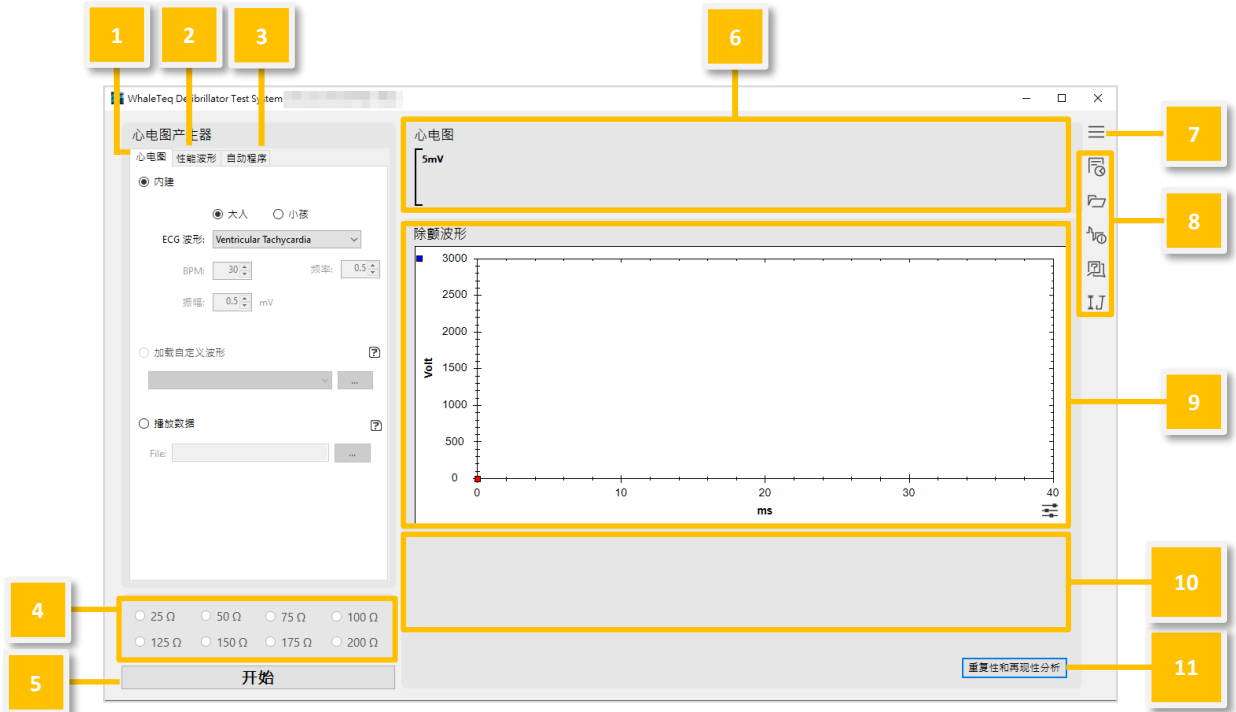 1
2
3
6
WhaleTeq Defibrillator Test System
心电图产生器
心电图 性能波形 自动程序
内建
大人 小孩
ECG 波形: Ventricular Tachycardia
BPM: 30 频率: 0.5
振幅: 0.5 mV
加载自定义波形
...
播放数据
File: ...
4
25 Ω 50 Ω 75 Ω 100 Ω
125 Ω 150 Ω 175 Ω 200 Ω
5
开始
心电图
5mV
7
8
除颤波形
3000
2500
2000
1500
1000
500
0
Volt
0 10 20 30 40
ms
9
10
重复性和再现性分析
11